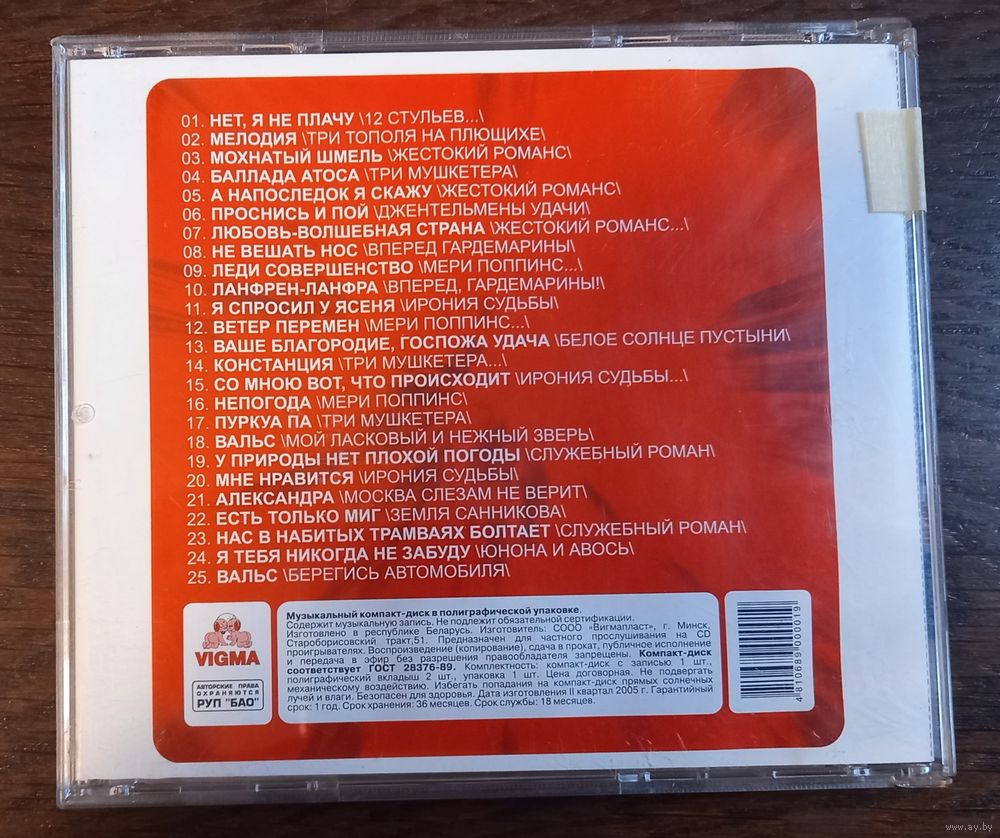 01. НЕТ, Я НЕ ПЛАЧУ \12 СТУЛЬЕВ...\
02. МЕЛОДИЯ \ТРИ ТОПОЛЯ НА ПЛЮЩИХЕ\
03. МОХНАТЫЙ ШМЕЛЬ \ЖЕСТОКИЙ РОМАНС\
04. БАЛЛАДА АТОСА \ТРИ МУШКЕТЕРА\
05. А НАПОСЛЕДОК Я СКАЖУ \ЖЕСТОКИЙ РОМАНС\
06. ПРОСНИСЬ И ПОЙ \ДЖЕНТЕЛЬМЕНЫ УДАЧИ\
07. ЛЮБОВЬ-ВОЛШЕБНАЯ СТРАНА \ЖЕСТОКИЙ РОМАНС...\
08. НЕ ВЕШАТЬ НОС \ВПЕРЕД ГАРДЕМАРИНЫ\
09. ЛЕДИ СОВЕРШЕНСТВО \МЕРИ ПОППИНС...\
10. ЛАНФРЕН-ЛАНФРА \ВПЕРЕД, ГАРДЕМАРИНЫ!\
11. Я СПРОСИЛ У ЯСЕНЯ \ИРОНИЯ СУДЬБЫ\
12. ВЕТЕР ПЕРЕМЕН \МЕРИ ПОППИНС...\
13. ВАШЕ БЛАГОРОДИЕ, ГОСПОЖА УДАЧА \БЕЛОЕ СОЛНЦЕ ПУСТЫНИ\
14. КОНСТАНЦИЯ \ТРИ МУШКЕТЕРА...\
15. СО МНОЮ ВОТ, ЧТО ПРОИСХОДИТ \ИРОНИЯ СУДЬБЫ...\
16. НЕПОГОДА \МЕРИ ПОППИНС\
17. ПУРКУА ПА \ТРИ МУШКЕТЕРА\
18. ВАЛЬС \МОЙ ЛАСКОВЫЙ И НЕЖНЫЙ ЗВЕРЬ\
19. У ПРИРОДЫ НЕТ ПЛОХОЙ ПОГОДЫ \СЛУЖЕБНЫЙ РОМАН\
20. МНЕ НРАВИТСЯ \ИРОНИЯ СУДЬБЫ\
21. АЛЕКСАНДРА \МОСКВА СЛЕЗАМ НЕ ВЕРИТ\
22. ЕСТЬ ТОЛЬКО МИГ \ЗЕМЛЯ САННИКОВА\
23. НАС В НАБИТЫХ ТРАМВАЯХ БОЛТАЕТ \СЛУЖЕБНЫЙ РОМАН\
24. Я ТЕБЯ НИКОГДА НЕ ЗАБУДУ \ЮНОНА И АВОСЬ\
25. ВАЛЬС \БЕРЕГИСЬ АВТОМОБИЛЯ\
VIGMA
АВТОРСКИЕ ПРАВА
ОХРАНЯЮТСЯ
РУП "БАО"
Музыкальный компакт-диск в полиграфической упаковке.
Содержит музыкальную запись. Не подлежит обязательной сертификации.
Изготовлено в республике Беларусь. Изготовитель: СООО «Вигмапласт», г. Минск,
Староборисовский тракт,51. Предназначен для частного прослушивания на CD
проигрывателях. Воспроизведение (копирование), сдача в прокат, публичное исполнение
и передача в эфир без разрешения правообладателя запрещены. Компакт-диск
соответствует ГОСТ 28376-89. Комплектность: компакт-диск с записью 1 шт.,
полиграфический вкладыш 2 шт., упаковка 1 шт. Цена договорная. Не подвергать
механическому воздействию. Избегать попадания на компакт-диск прямых солнечных
лучей и влаги. Безопасен для здоровья. Дата изготовления II квартал 2005 г. Гарантийный
срок: 1 год. Срок хранения: 36 месяцев. Срок службы: 18 месяцев.
4 810689 000019
www.ay.by